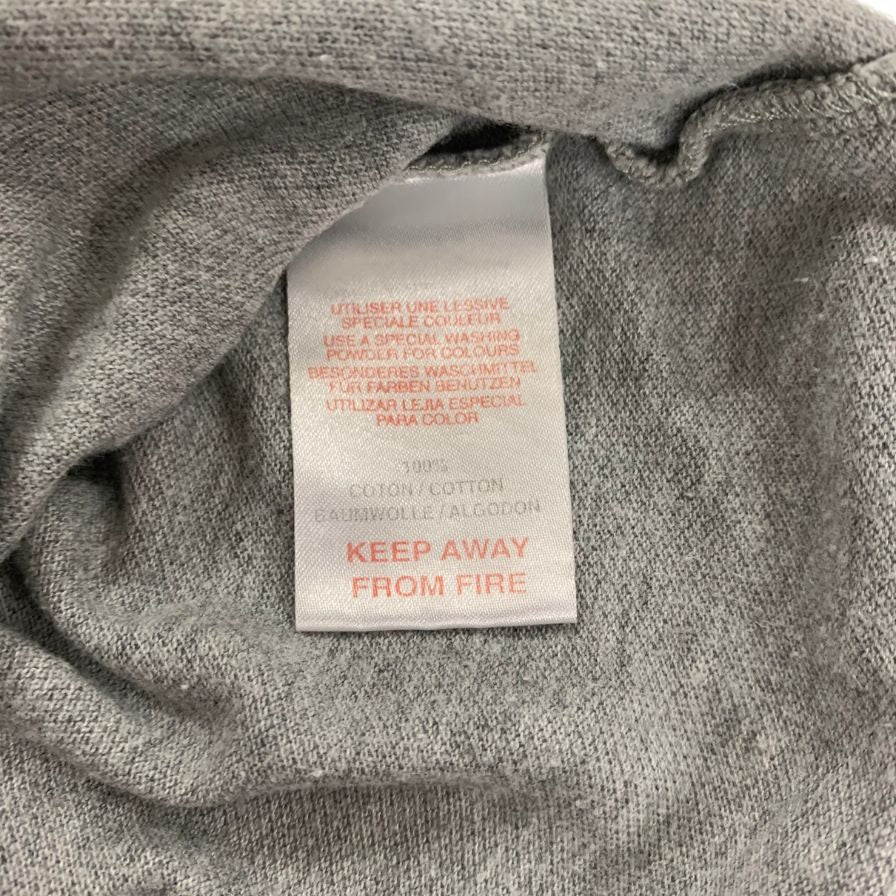 UTILISER UNE LESSIVE
SPECIALE COULEUR
USE A SPECIAL WASHING
POWDER FOR COLOURS
BESONDERES WASCHMITTEL
FUR FARBEN BENUTZEN
UTILIZAR LEJIA ESPECIAL
PARA COLOR
100%
COTON / COTTON
BAUMWOLLE / ALGODON
KEEP AWAY
FROM FIRE